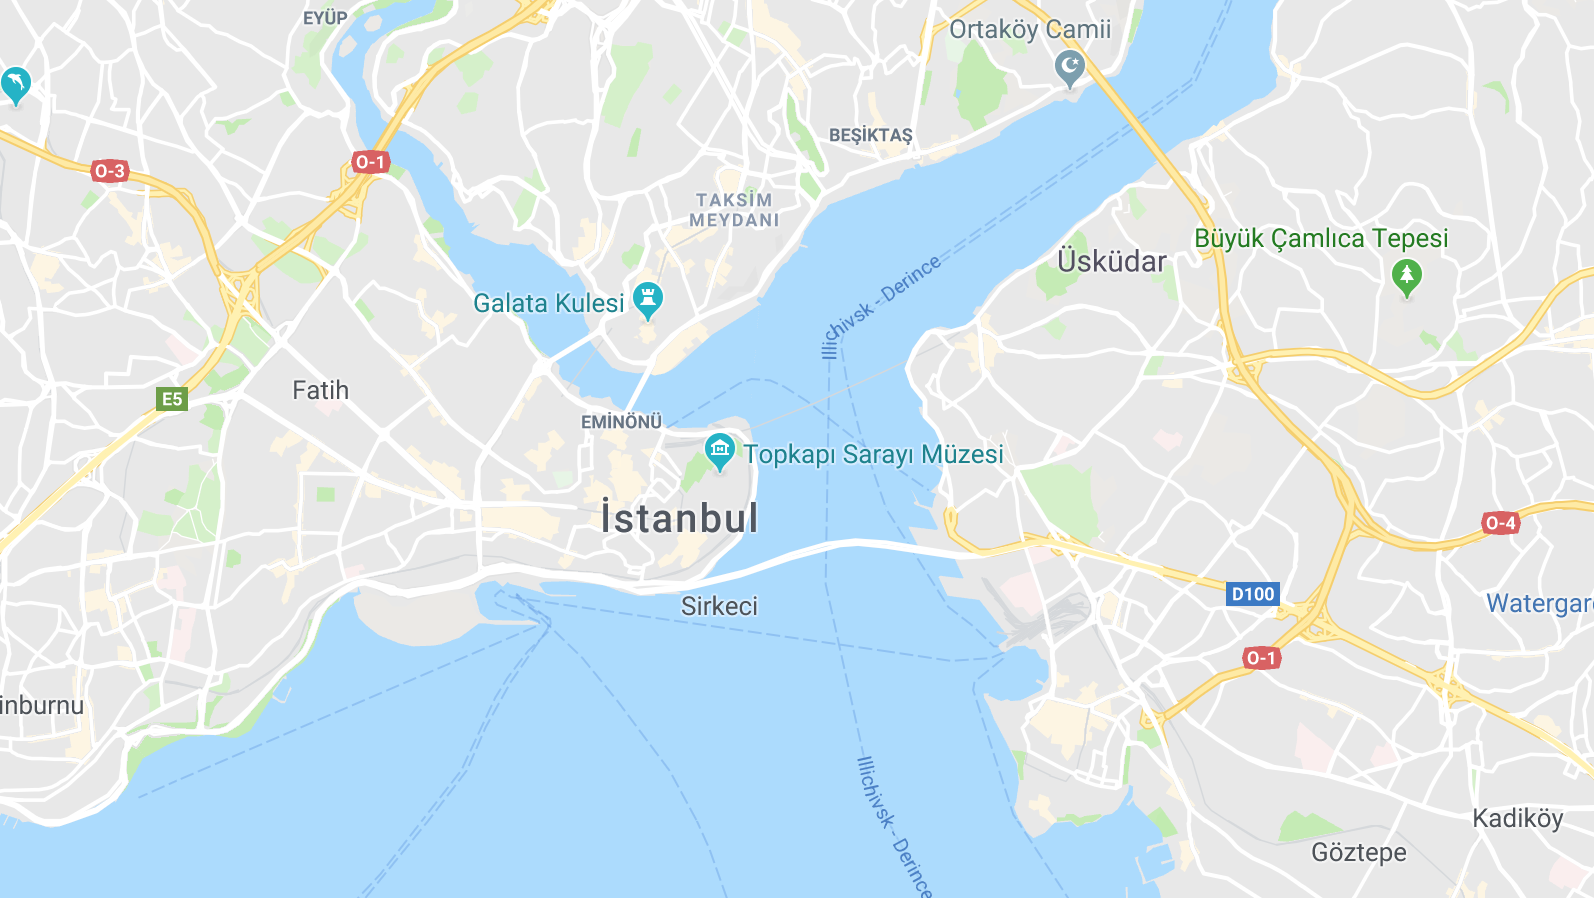 EYÜP
Ortaköy Camii
BEŞİKTAŞ
O-1
O-3
TAKSİM
MEYDANI
Büyük Çamlıca Tepesi
Üsküdar
Illichivsk - Derince
Galata Kulesi
Fatih
E5
EMİNÖNÜ
Topkapı Sarayı Müzesi
İstanbul
O-4
D100
Watergar
Sirkeci
O-1
inburnu
Illichivsk - Derince
Kadiköy
Göztepe